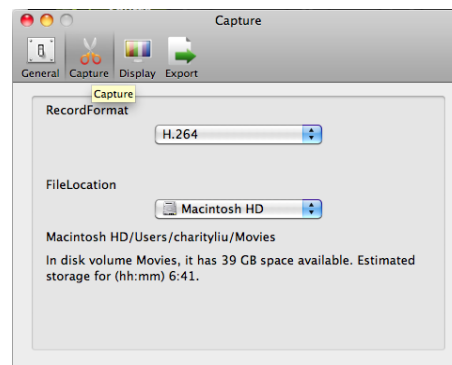 Capture
General Capture Display Export
Capture
RecordFormat
H.264
FileLocation
Macintosh HD
Macintosh HD/Users/charityliu/Movies
In disk volume Movies, it has 39 GB space available. Estimated
storage for (hh:mm) 6:41.